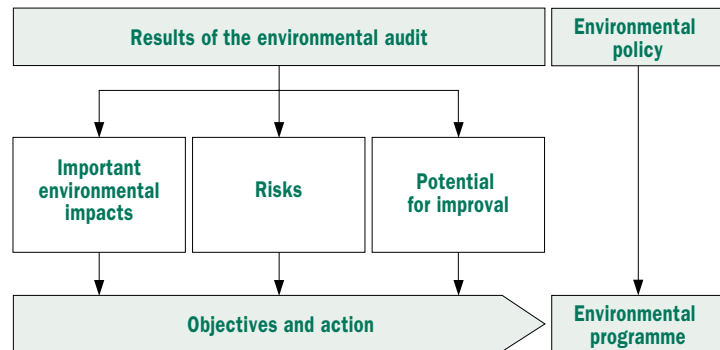 Results of the environmental audit
Environmental
policy
Important
environmental
impacts
Risks
Potential
for improval
Objectives and action
Environmental
programme